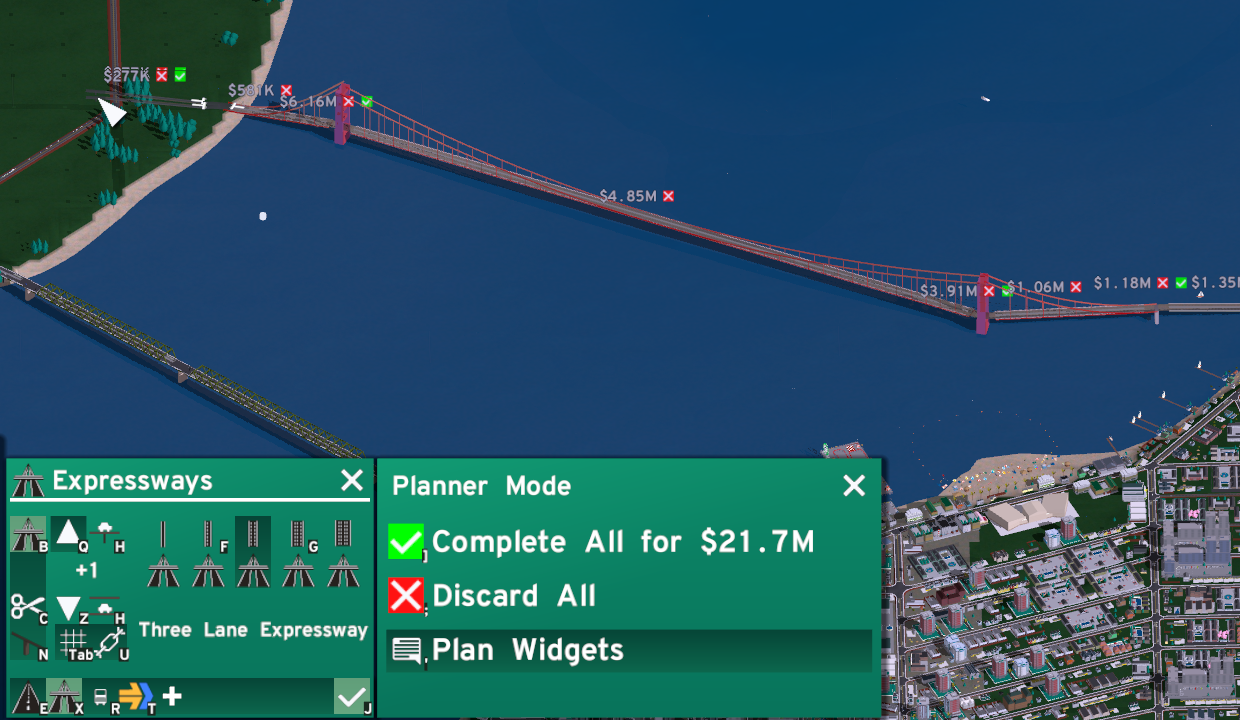 $277K
$581K
$6.16M
$4.85M
$3.91M
$1.06M
$1.18M
$1.35
Expressways
Planner Mode
B
Q
H
F
G
+1
] Complete All for $21.7M
C
Z
H
; Discard All
Three Lane Expressway
N
Tab
U
Plan Widgets
E
X
R
T
J